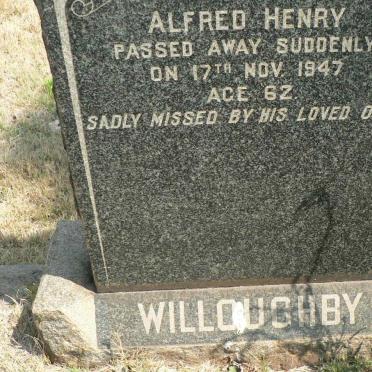 ALFRED HENRY
PASSED AWAY SUDDENLY
ON 17TH NOV. 1947
AGE 62
SADLY MISSED BY HIS LOVED
WILLOUGHBY